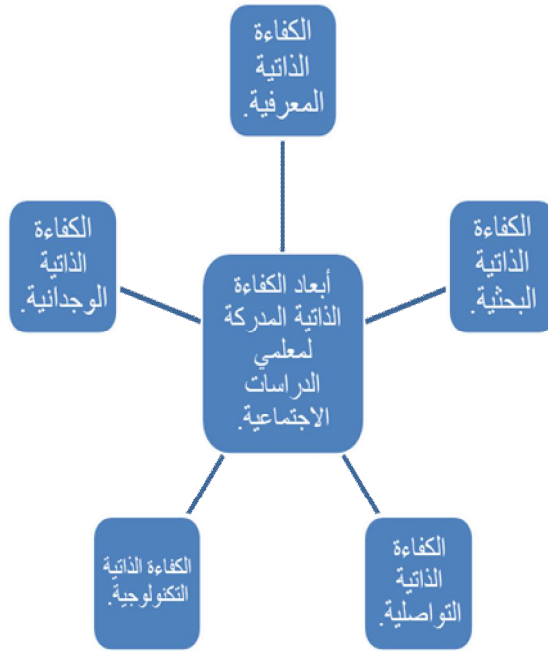 الكفاءة
الذاتية
المعرفية.
الكفاءة
الذاتية
البحثية.
الكفاءة
الذاتية
الوجدانية.
أبعاد الكفاءة
الذاتية المدركة
لمعلمي
الدراسات
الاجتماعية.
الكفاءة
الذاتية
التواصلية.
الكفاءة الذاتية
التكنولوجية.